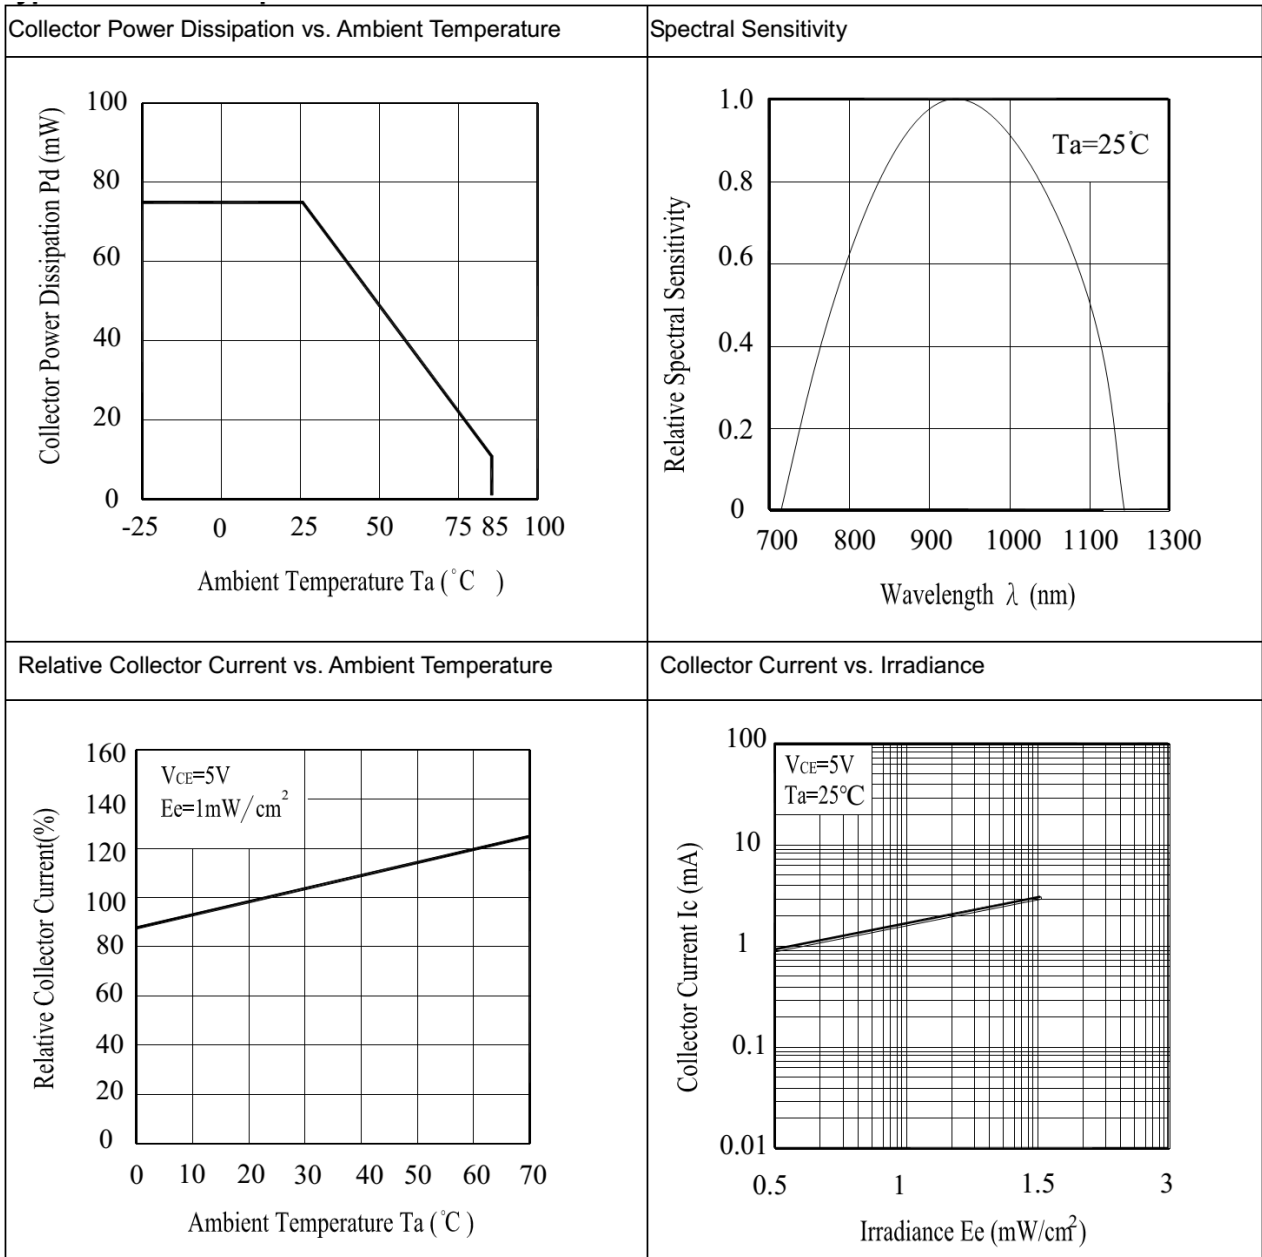 Collector Power Dissipation vs. Ambient Temperature
Spectral Sensitivity
Collector Power Dissipation Pd (mW)
100
80
60
40
20
0
-25 0 25 50 75 85 100
Ambient Temperature Ta (°C )
Relative Spectral Sensitivity
1.0
0.8
0.6
0.4
0.2
0
Ta=25°C
700 800 900 1000 1100 1300
Wavelength λ (nm)
Relative Collector Current vs. Ambient Temperature
Collector Current vs. Irradiance
Relative Collector Current(%)
160
140
120
100
80
60
40
20
0
VCE=5V
Ee=1mW/cm²
0 10 20 30 40 50 60 70
Ambient Temperature Ta (°C)
Collector Current Ic (mA)
100
10
1
0.1
0.01
VCE=5V
Ta=25℃
0.5 1 1.5 3
Irradiance Ee (mW/cm²)